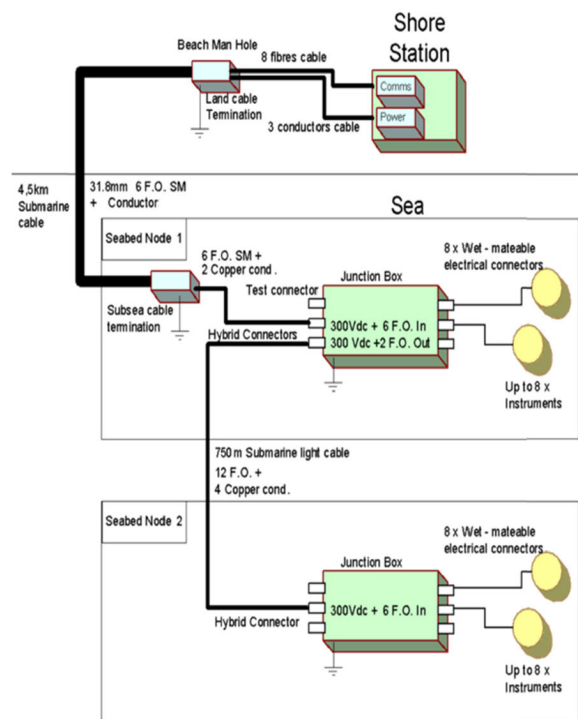 Shore
Station
Beach Man Hole
8 fibres cable
Comms
Land cable
Termination
Power
3 conductors cable
4,5km
Submarine
cable
31.8mm 6 F.O. SM
+ Conductor
Sea
Seabed Node 1
6 F.O. SM +
2 Copper cond.
8 x Wet - mateable
electrical connectors
Junction Box
Test connector
Subsea cable
termination
300Vdc + 6 F.O. In
300 Vdc +2 F.O. Out
Hybrid Connectors
Up to 8 x
Instruments
750m Submarine light cable
12 F.O. +
4 Copper cond.
Seabed Node 2
8 x Wet - mateable
electrical connectors
Junction Box
300Vdc + 6 F.O. In
Hybrid Connector
Up to 8 x
Instruments